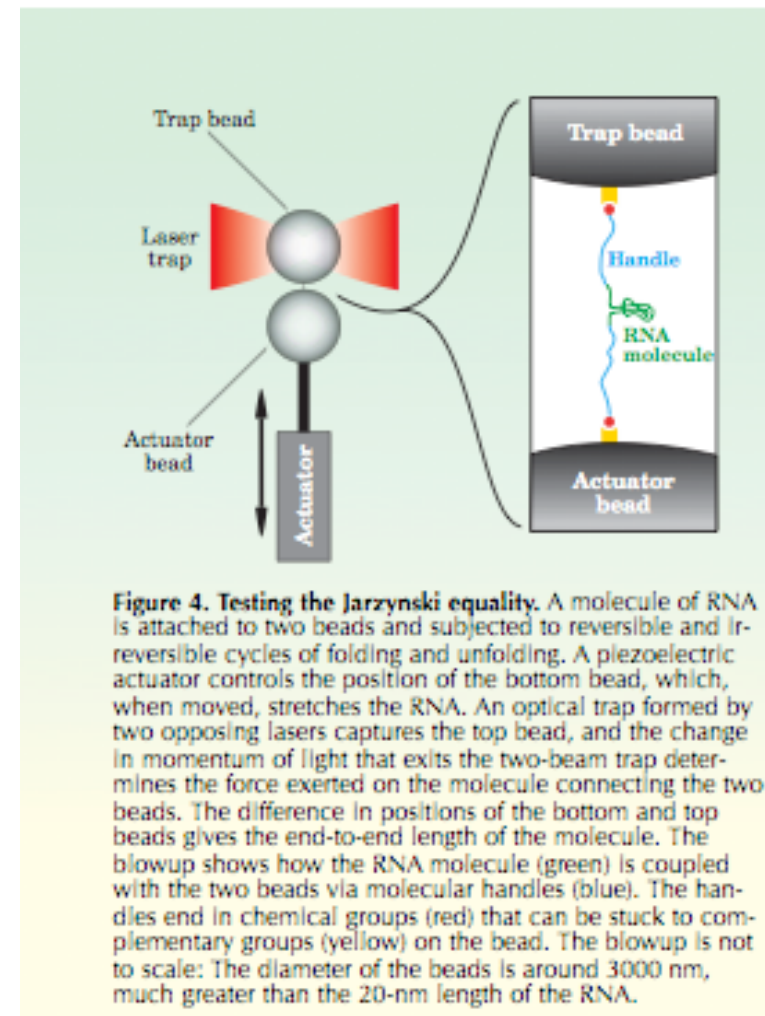 Trap bead
Laser
trap
Actuator
bead
Actuator
Trap bead
Handle
RNA
molecule
Actuator
bead
Figure 4. Testing the Jarzynski equality. A molecule of RNA
is attached to two beads and subjected to reversible and ir-
reversible cycles of folding and unfolding. A piezoelectric
actuator controls the position of the bottom bead, which,
when moved, stretches the RNA. An optical trap formed by
two opposing lasers captures the top bead, and the change
in momentum of light that exits the two-beam trap deter-
mines the force exerted on the molecule connecting the two
beads. The difference in positions of the bottom and top
beads gives the end-to-end length of the molecule. The
blowup shows how the RNA molecule (green) is coupled
with the two beads via molecular handles (blue). The han-
dles end in chemical groups (red) that can be stuck to com-
plementary groups (yellow) on the bead. The blowup is not
to scale: The diameter of the beads is around 3000 nm,
much greater than the 20-nm length of the RNA.